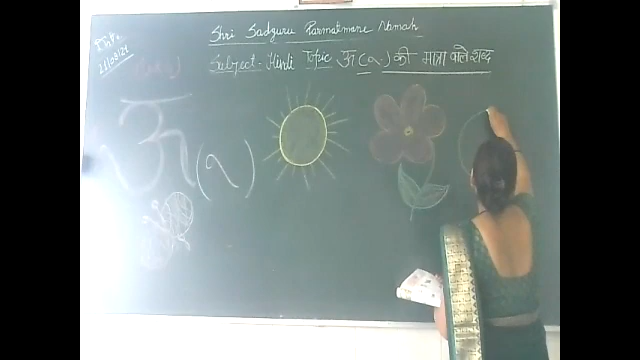 Shri Sadguru Parmatmane Namah
Subject - Hindi Topic ऊ (ू) की मात्रा वाले शब्द
ऊ (ू)